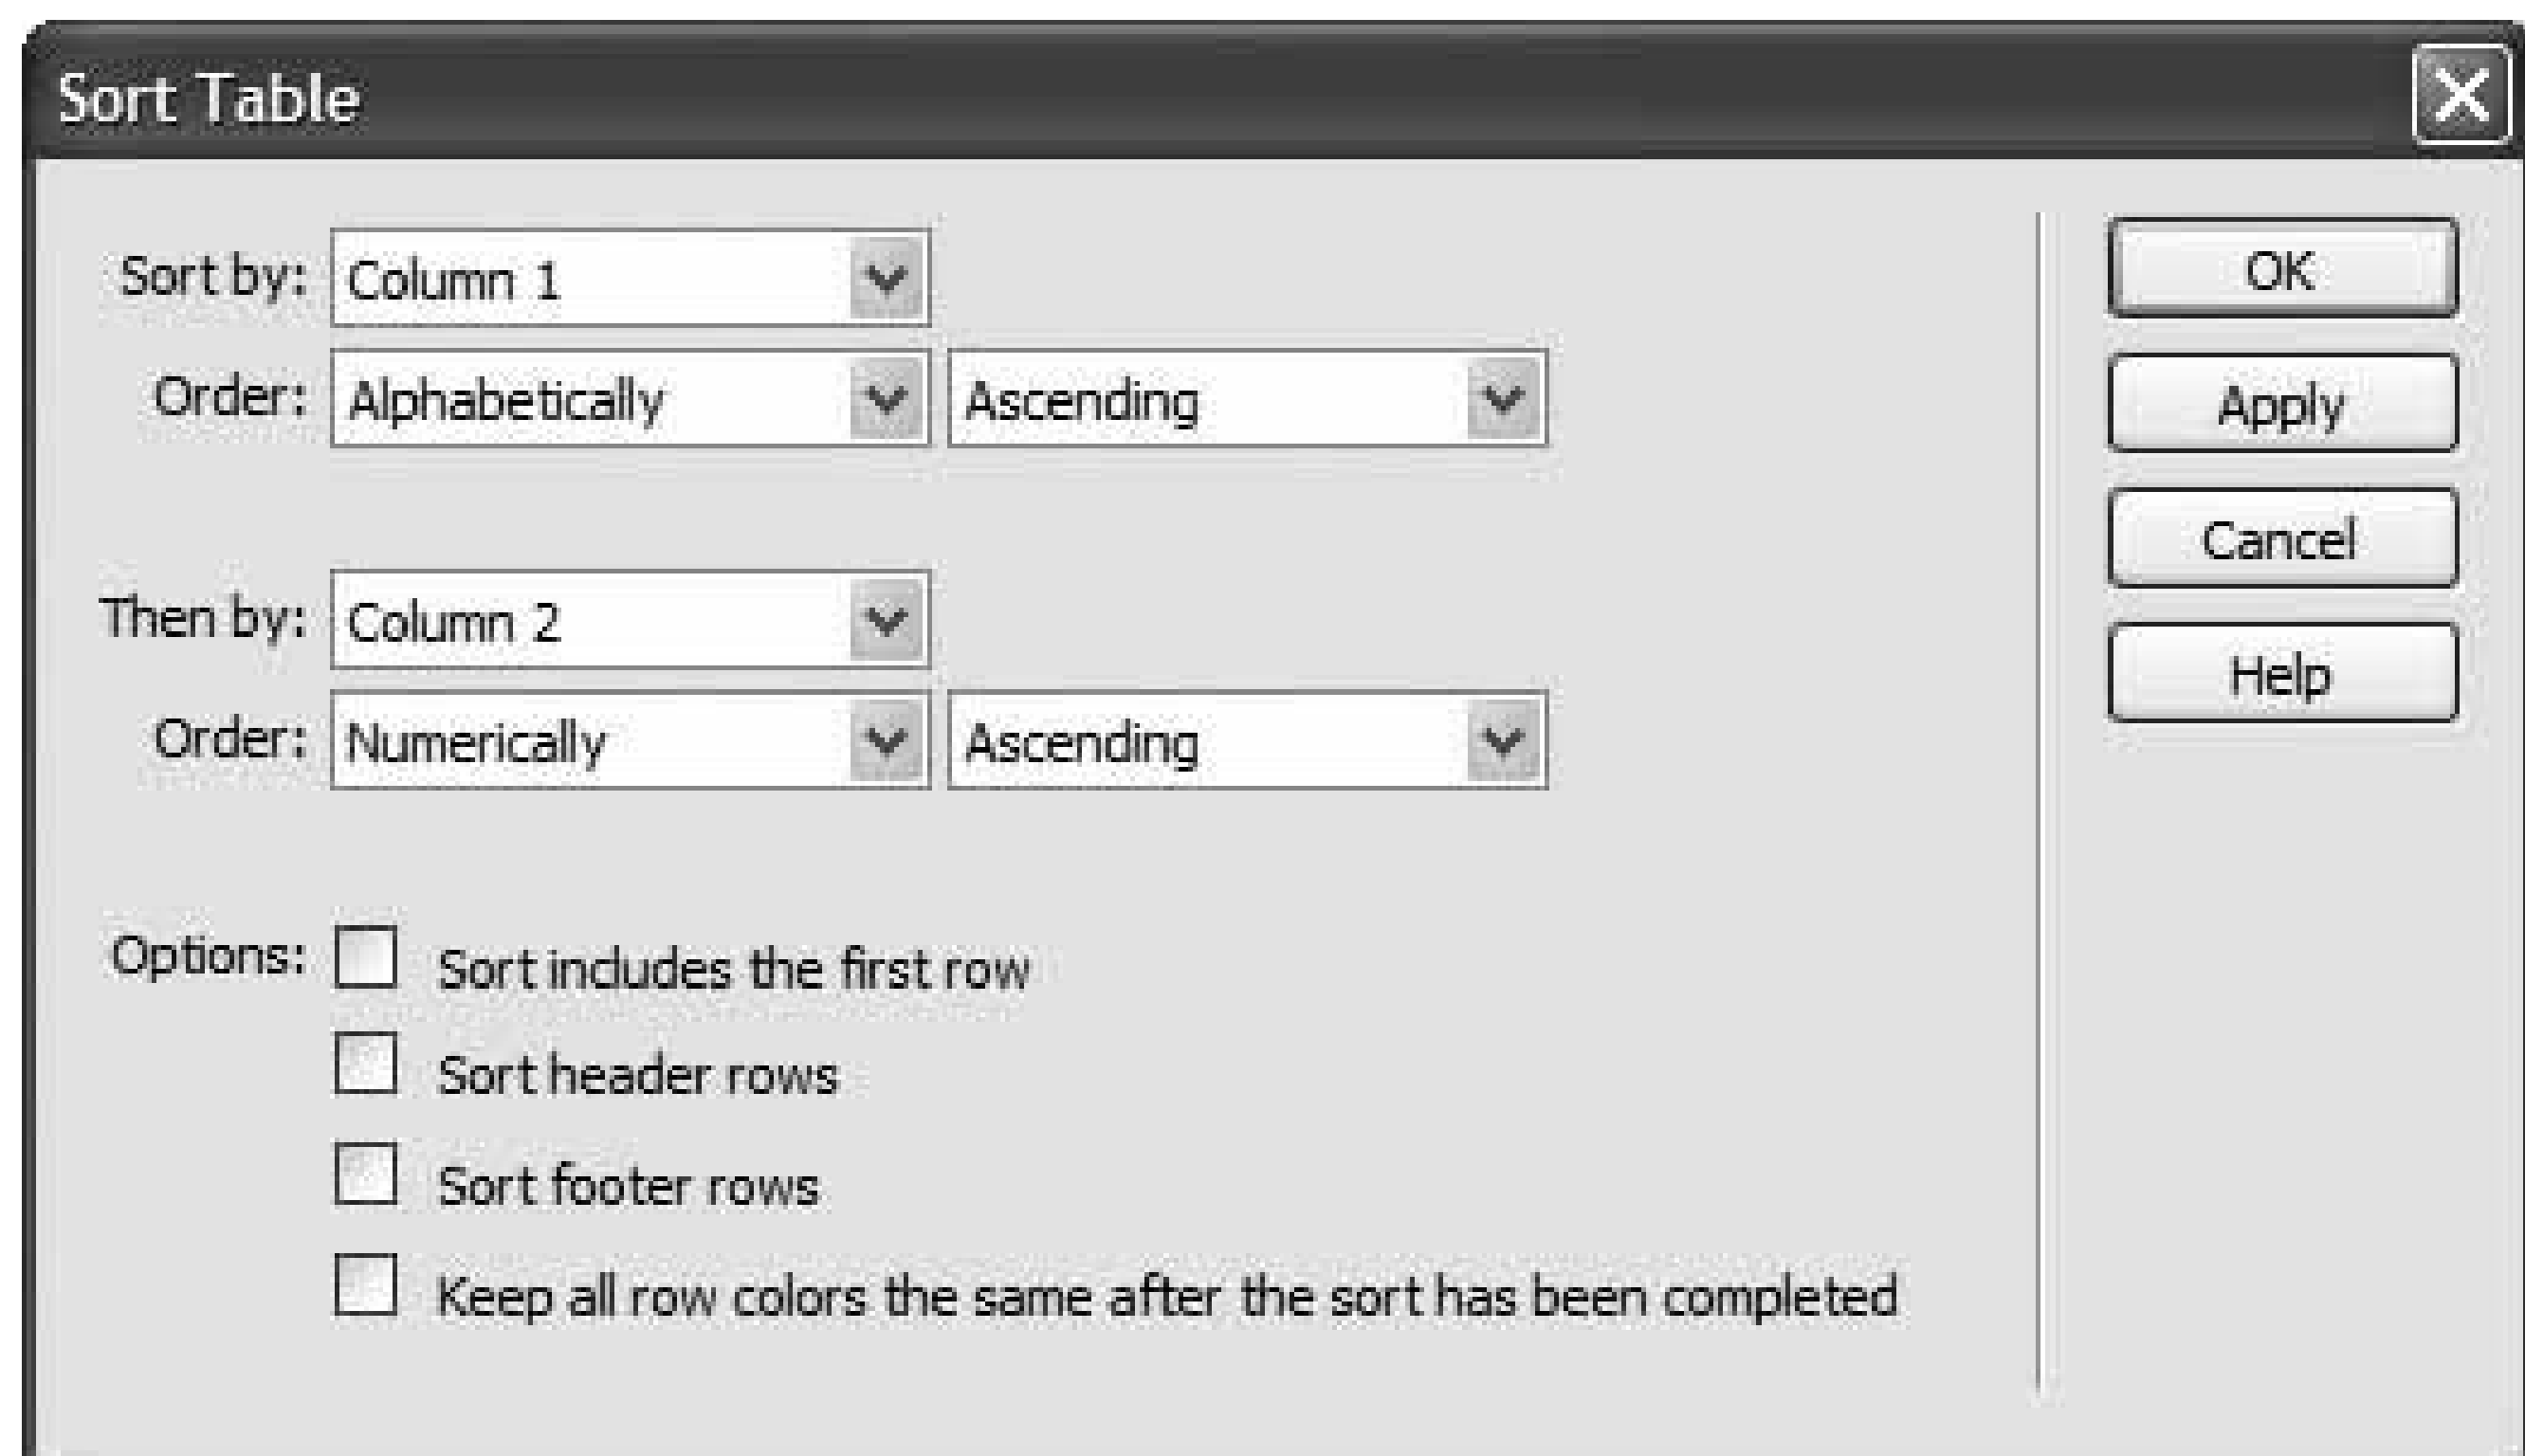 Sort Table
Sort by: Column 1
Order: Alphabetically Ascending
Then by: Column 2
Order: Numerically Ascending
Options: Sort includes the first row
Sort header rows
Sort footer rows
Keep all row colors the same after the sort has been completed
OK
Apply
Cancel
Help